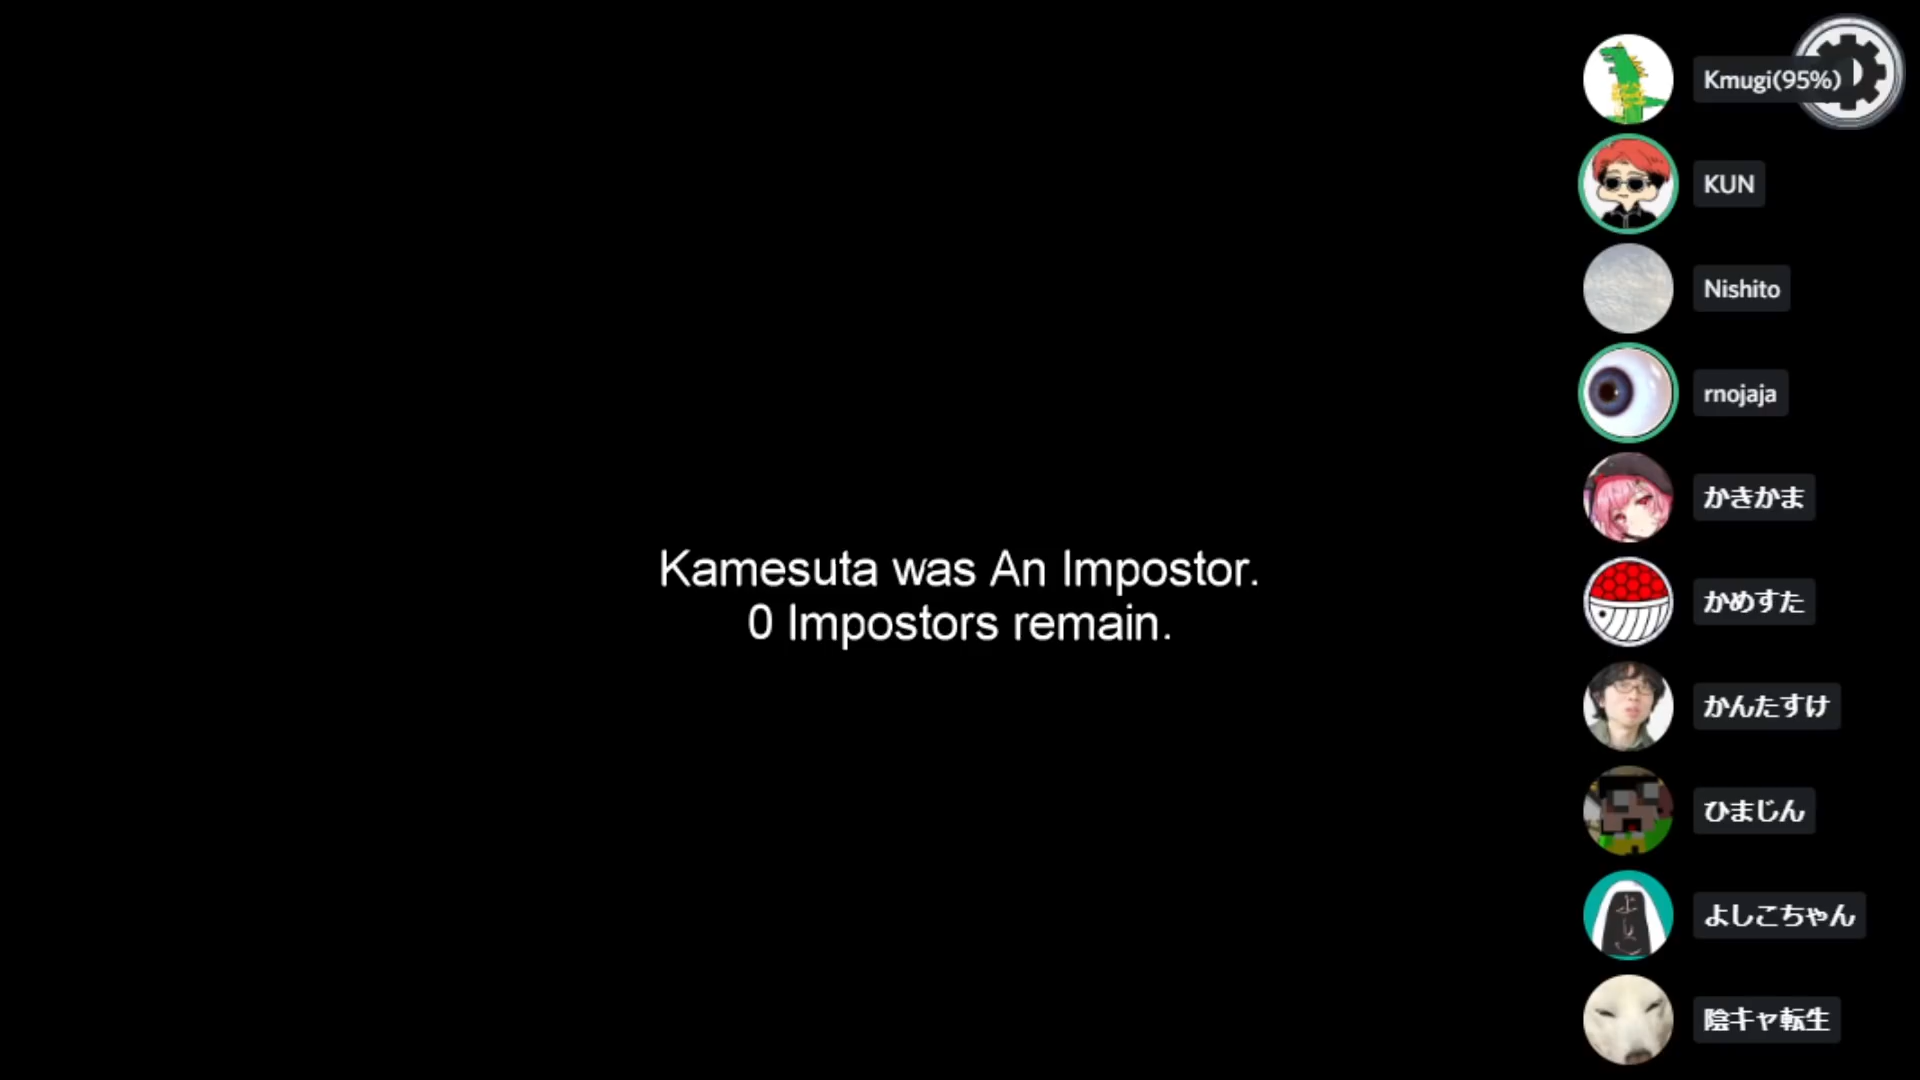 Kmugi(95%)
KUN
Nishito
rnojaja
かきかま
Kamesuta was An Impostor.
0 Impostors remain.
かめすた
かんたすけ
ひまじん
よしこちゃん
陰キャ転生